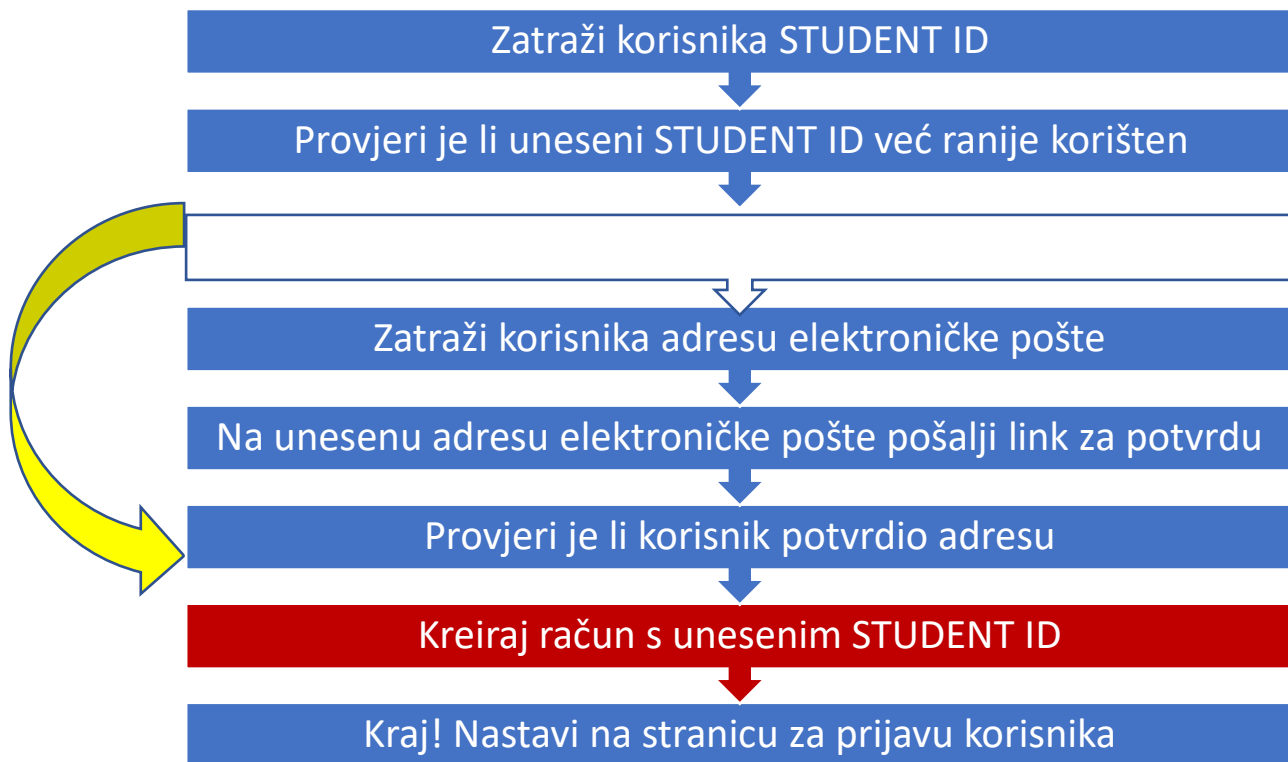 Zatraži korisnika STUDENT ID
Provjeri je li uneseni STUDENT ID već ranije korišten
Zatraži korisnika adresu elektroničke pošte
Na unesenu adresu elektroničke pošte pošalji link za potvrdu
Provjeri je li korisnik potvrdio adresu
Kreiraj račun s unesenim STUDENT ID
Kraj! Nastavi na stranicu za prijavu korisnika